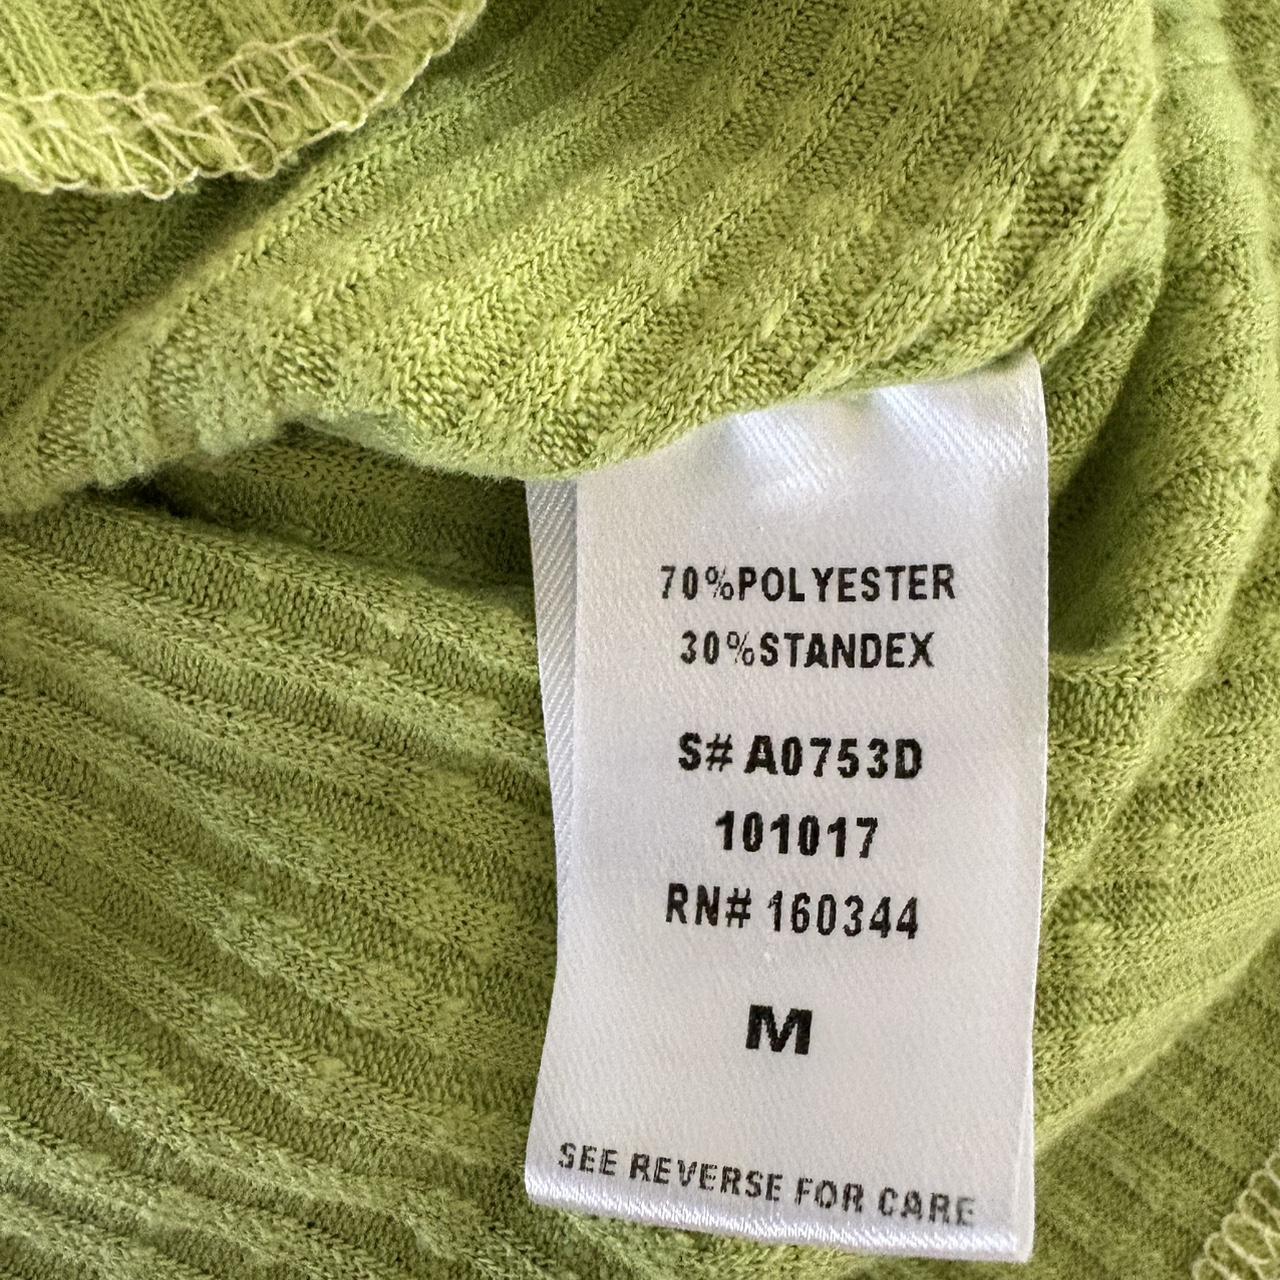 70%POLYESTER
30%STANDEX
S# A0753D
101017
RN# 160344
M
SEE REVERSE FOR CARE